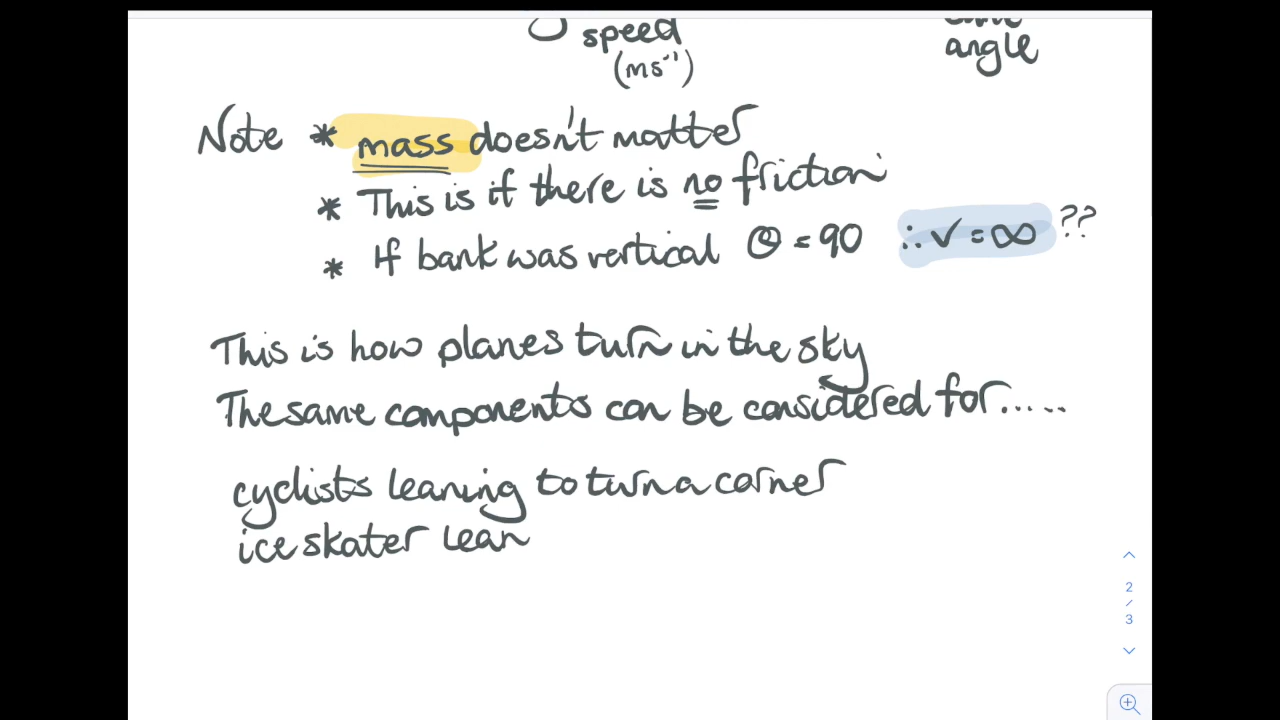 speed
(ms⁻¹)
angle
Note * mass doesn't matter
* This is if there is no friction
* If bank was vertical θ = 90 ∴ v = ∞ ??
This is how planes turn in the sky
The same components can be considered for.....
cyclists leaning to turn a corner
ice skater lean
2
/
3